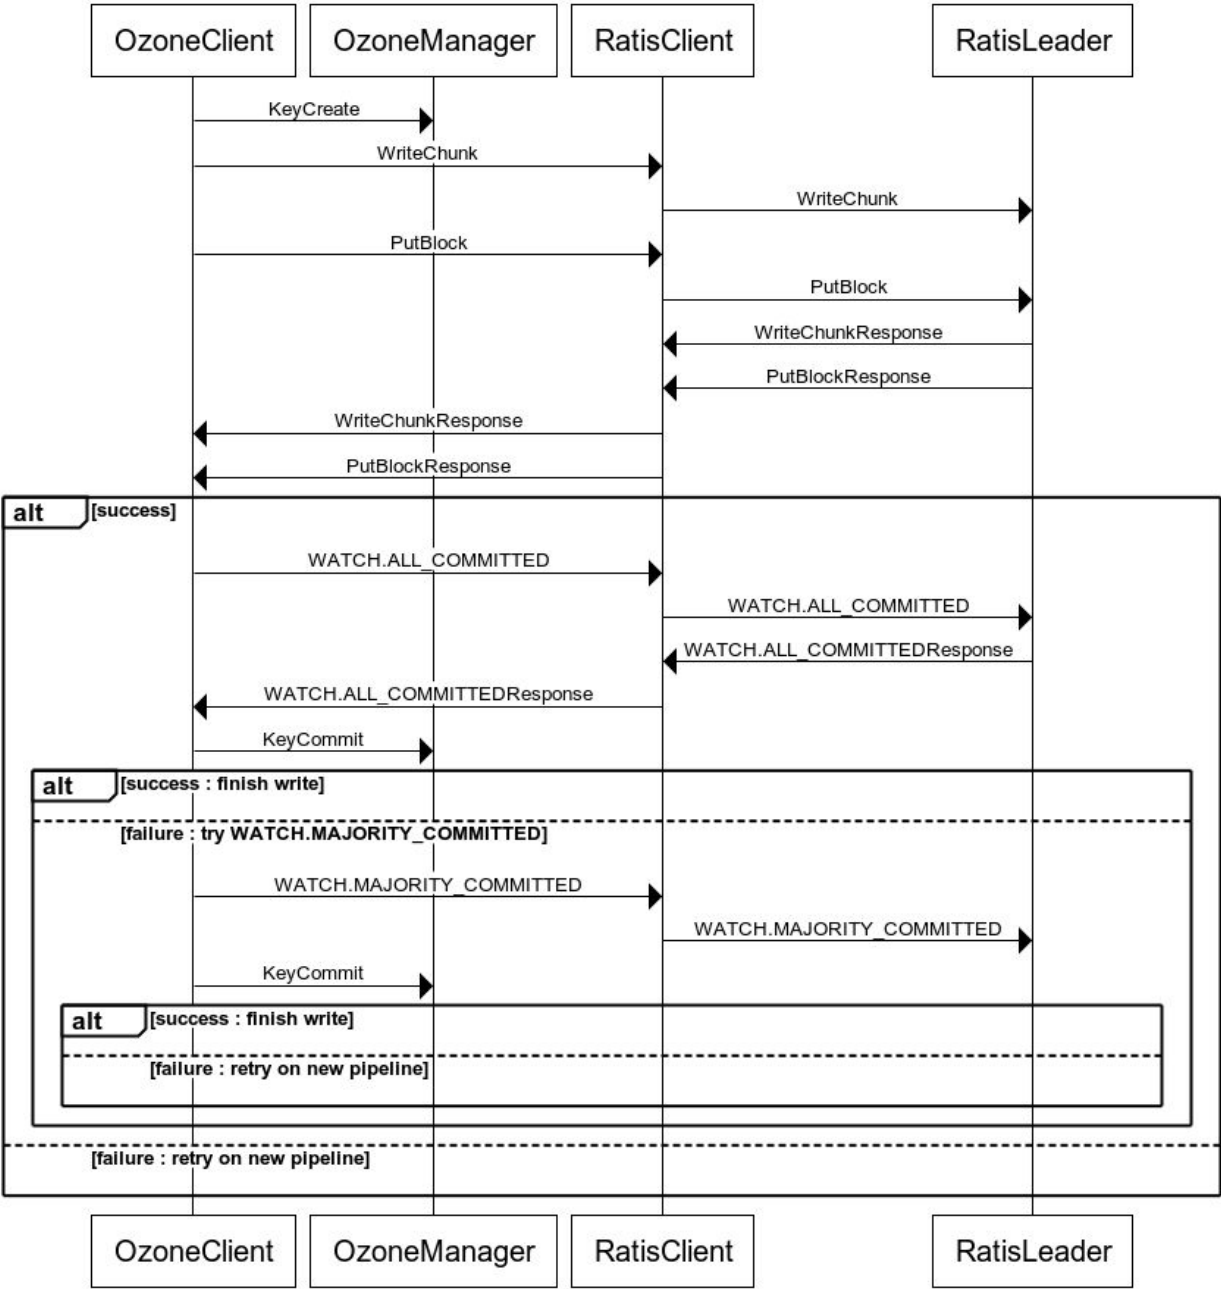 OzoneClient
OzoneManager
RatisClient
RatisLeader
KeyCreate
WriteChunk
WriteChunk
PutBlock
PutBlock
WriteChunkResponse
PutBlockResponse
WriteChunkResponse
PutBlockResponse
alt [success]
WATCH.ALL_COMMITTED
WATCH.ALL_COMMITTED
WATCH.ALL_COMMITTEDResponse
WATCH.ALL_COMMITTEDResponse
KeyCommit
alt [success : finish write]
[failure : try WATCH.MAJORITY_COMMITTED]
WATCH.MAJORITY_COMMITTED
WATCH.MAJORITY_COMMITTED
KeyCommit
alt [success : finish write]
[failure : retry on new pipeline]
[failure : retry on new pipeline]
OzoneClient
OzoneManager
RatisClient
RatisLeader